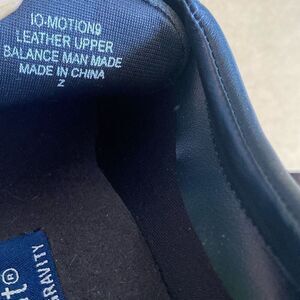 IO-MOTION9
LEATHER UPPER
BALANCE MAN MADE
MADE IN CHINA
Z
t®
GRAVITY